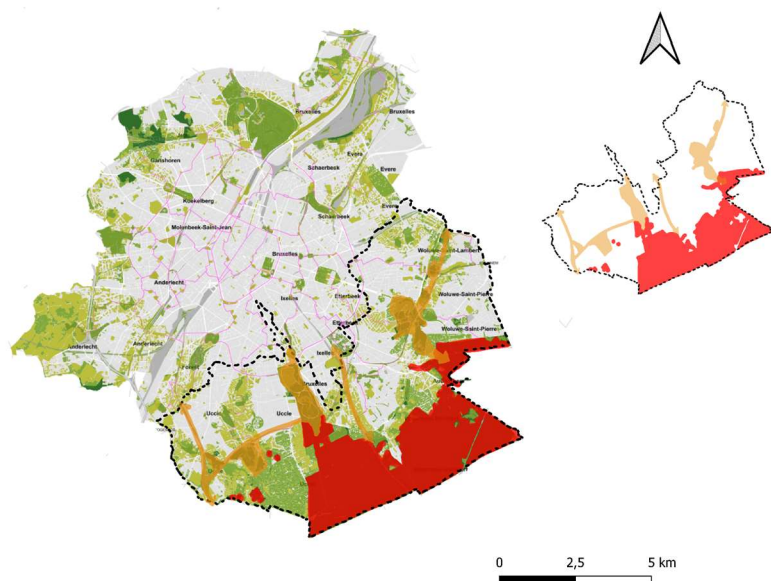 Bruxelles
Bruxelles
Evere
Ganshoren
Schaerbeek
Evere
Koekelberg
Schaerbeek
Evere
Molenbeek-Saint-Jean
Woluwe-Saint-Lambert
Bruxelles
Anderlecht
Ixelles
Etterbeek
Woluwe-Saint-Pierre
Anderlecht
Anderlecht
Woluwe-Saint-Pierre
Ixelles
Forest
Bruxelles
Uccle
Uccle
0 2,5 5 km